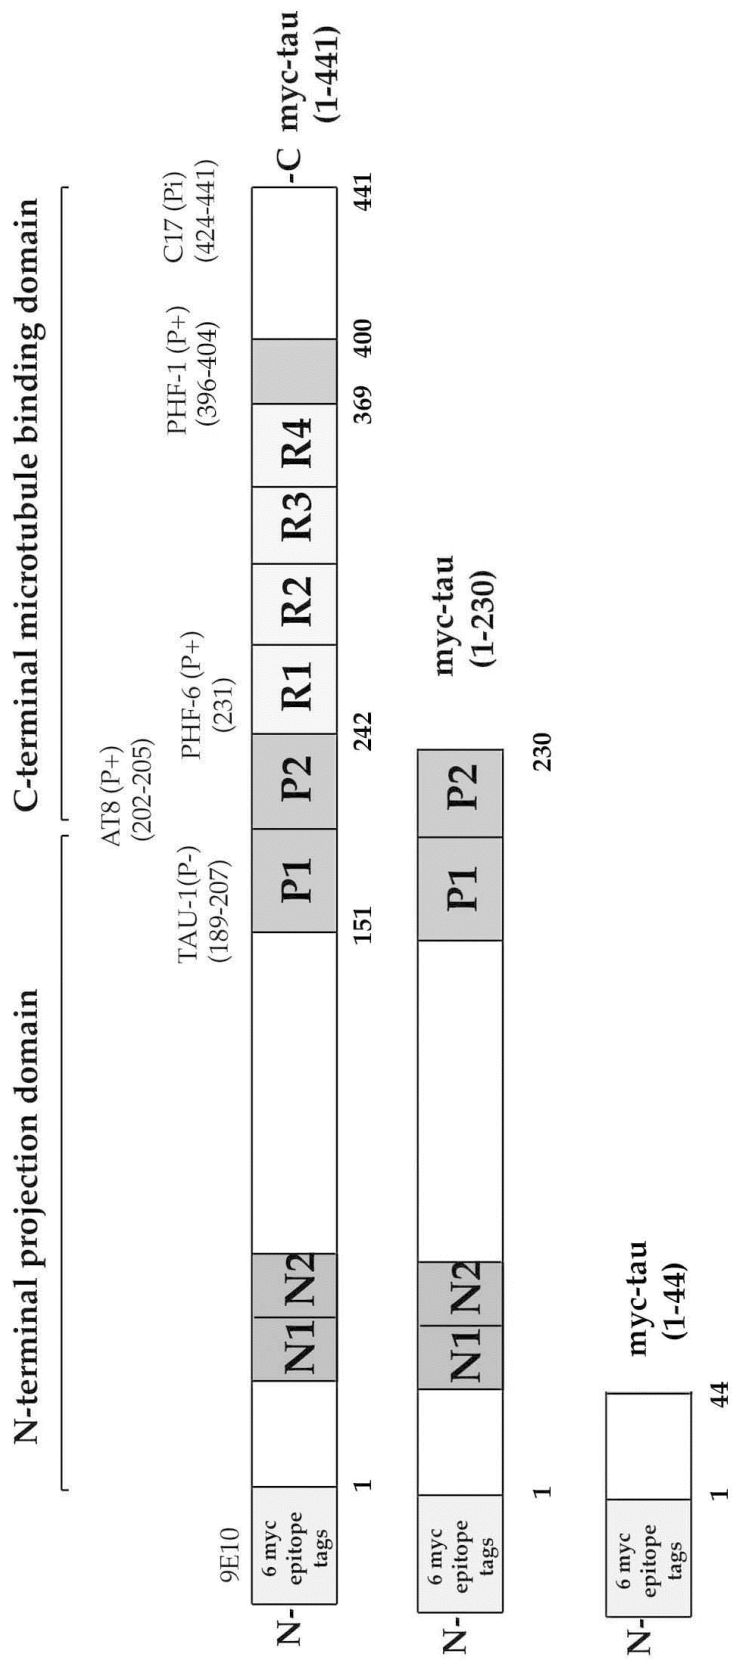 N-terminal projection domain
C-terminal microtubule binding domain
AT8 (P+)
(202-205)
9E10
TAU-1(P-)
(189-207)
PHF-6 (P+)
(231)
PHF-1 (P+)
(396-404)
C17 (Pi)
(424-441)
N-
6 myc
epitope
tags
N1
N2
P1
P2
R1
R2
R3
R4
-C
myc-tau
(1-441)
1
151
242
369
400
441
N-
6 myc
epitope
tags
N1
N2
P1
P2
myc-tau
(1-230)
1
230
N-
6 myc
epitope
tags
myc-tau
(1-44)
1
44